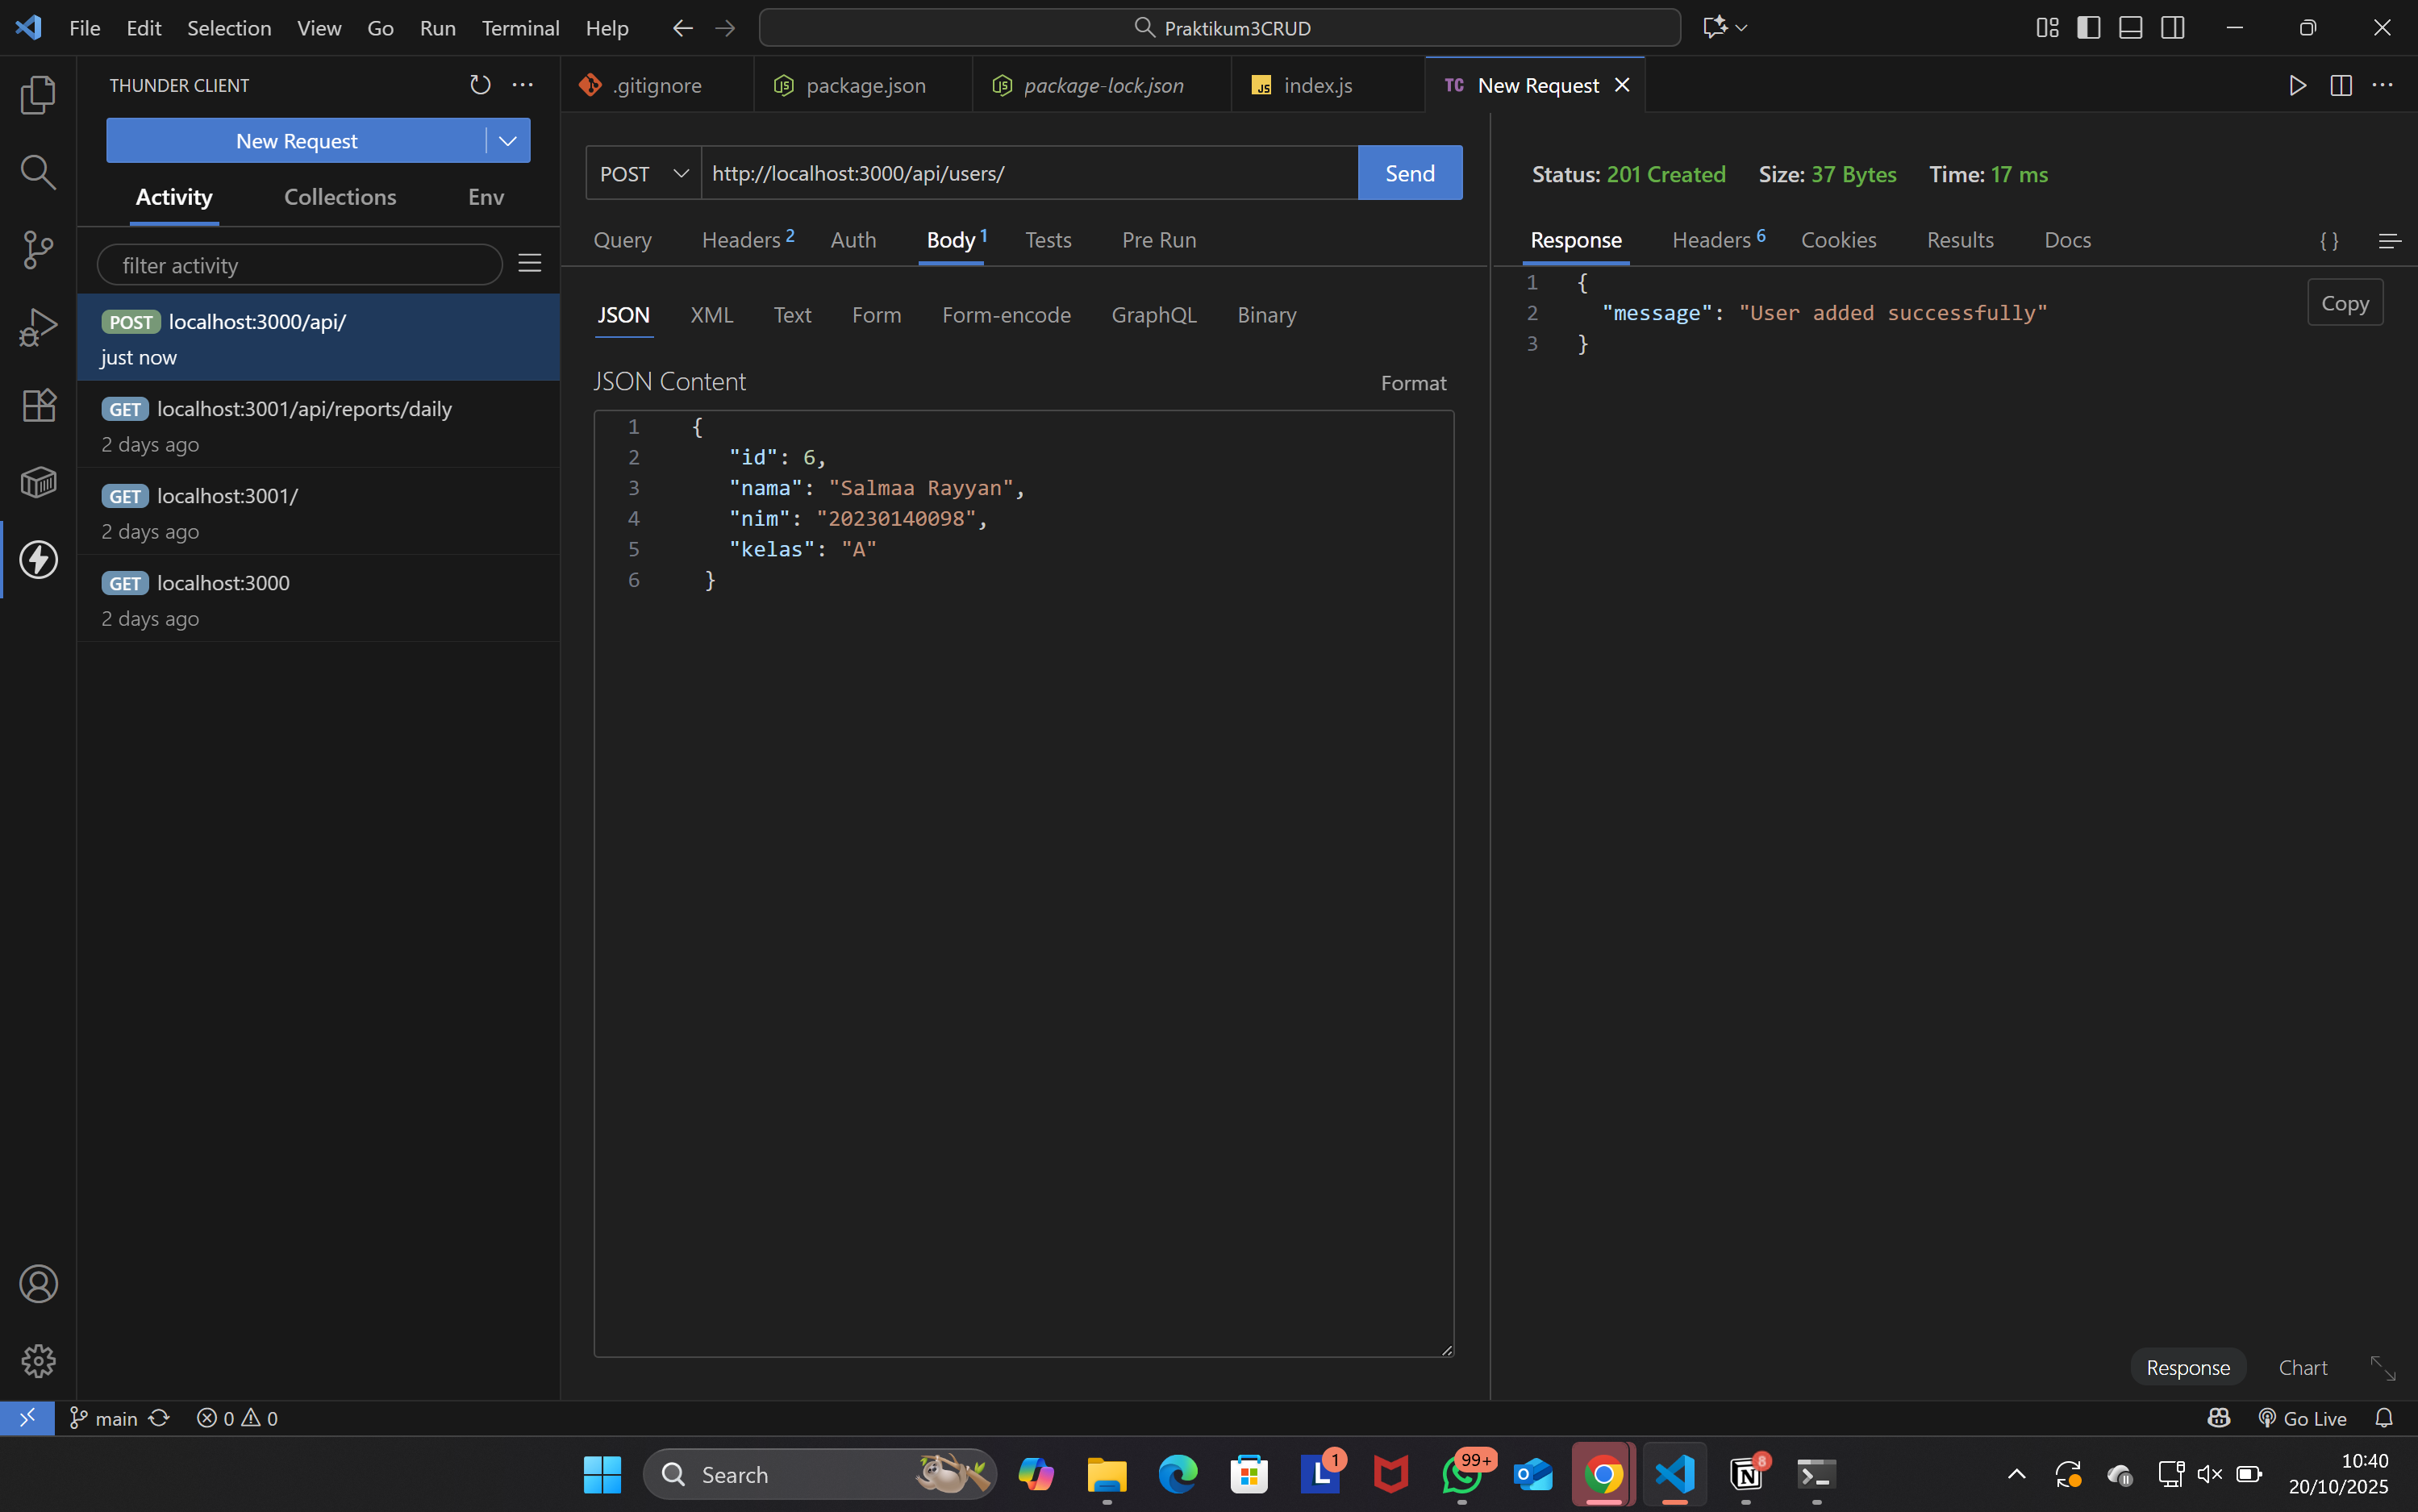 File Edit Selection View Go Run Terminal Help Praktikum3CRUD
THUNDER CLIENT
New Request
Activity Collections Env
filter activity
POST localhost:3000/api/
just now
GET localhost:3001/api/reports/daily
2 days ago
GET localhost:3001/
2 days ago
GET localhost:3000
2 days ago
.gitignore package.json package-lock.json JS index.js TC New Request
POST http://localhost:3000/api/users/ Send
Query Headers 2 Auth Body 1 Tests Pre Run
JSON XML Text Form Form-encode GraphQL Binary
JSON Content Format
1 {
2 "id": 6,
3 "nama": "Salmaa Rayyan",
4 "nim": "20230140098",
5 "kelas": "A"
6 }
Status: 201 Created Size: 37 Bytes Time: 17 ms
Response Headers 6 Cookies Results Docs { }
1 {
2 "message": "User added successfully"
3 }
Copy
Response Chart
main 0 0 Go Live
Search L 1 99+ N 8 10:40
20/10/2025